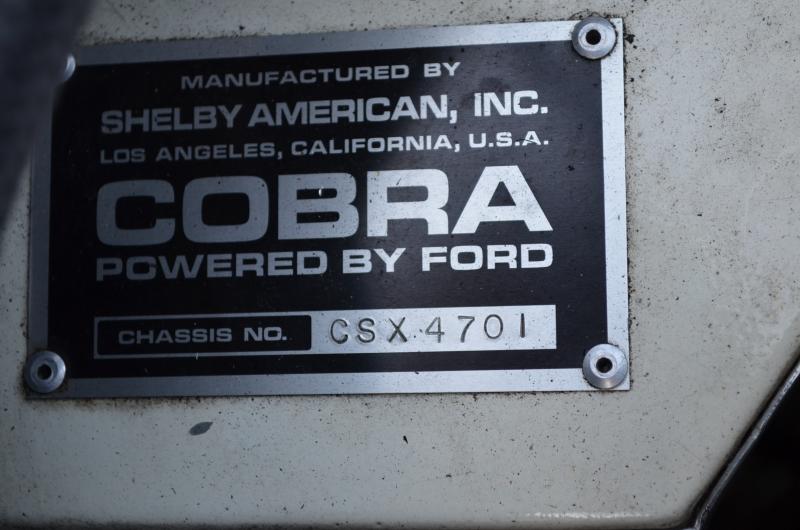 MANUFACTURED BY
SHELBY AMERICAN, INC.
LOS ANGELES, CALIFORNIA, U.S.A.
COBRA
POWERED BY FORD
CHASSIS NO. CSX 4701